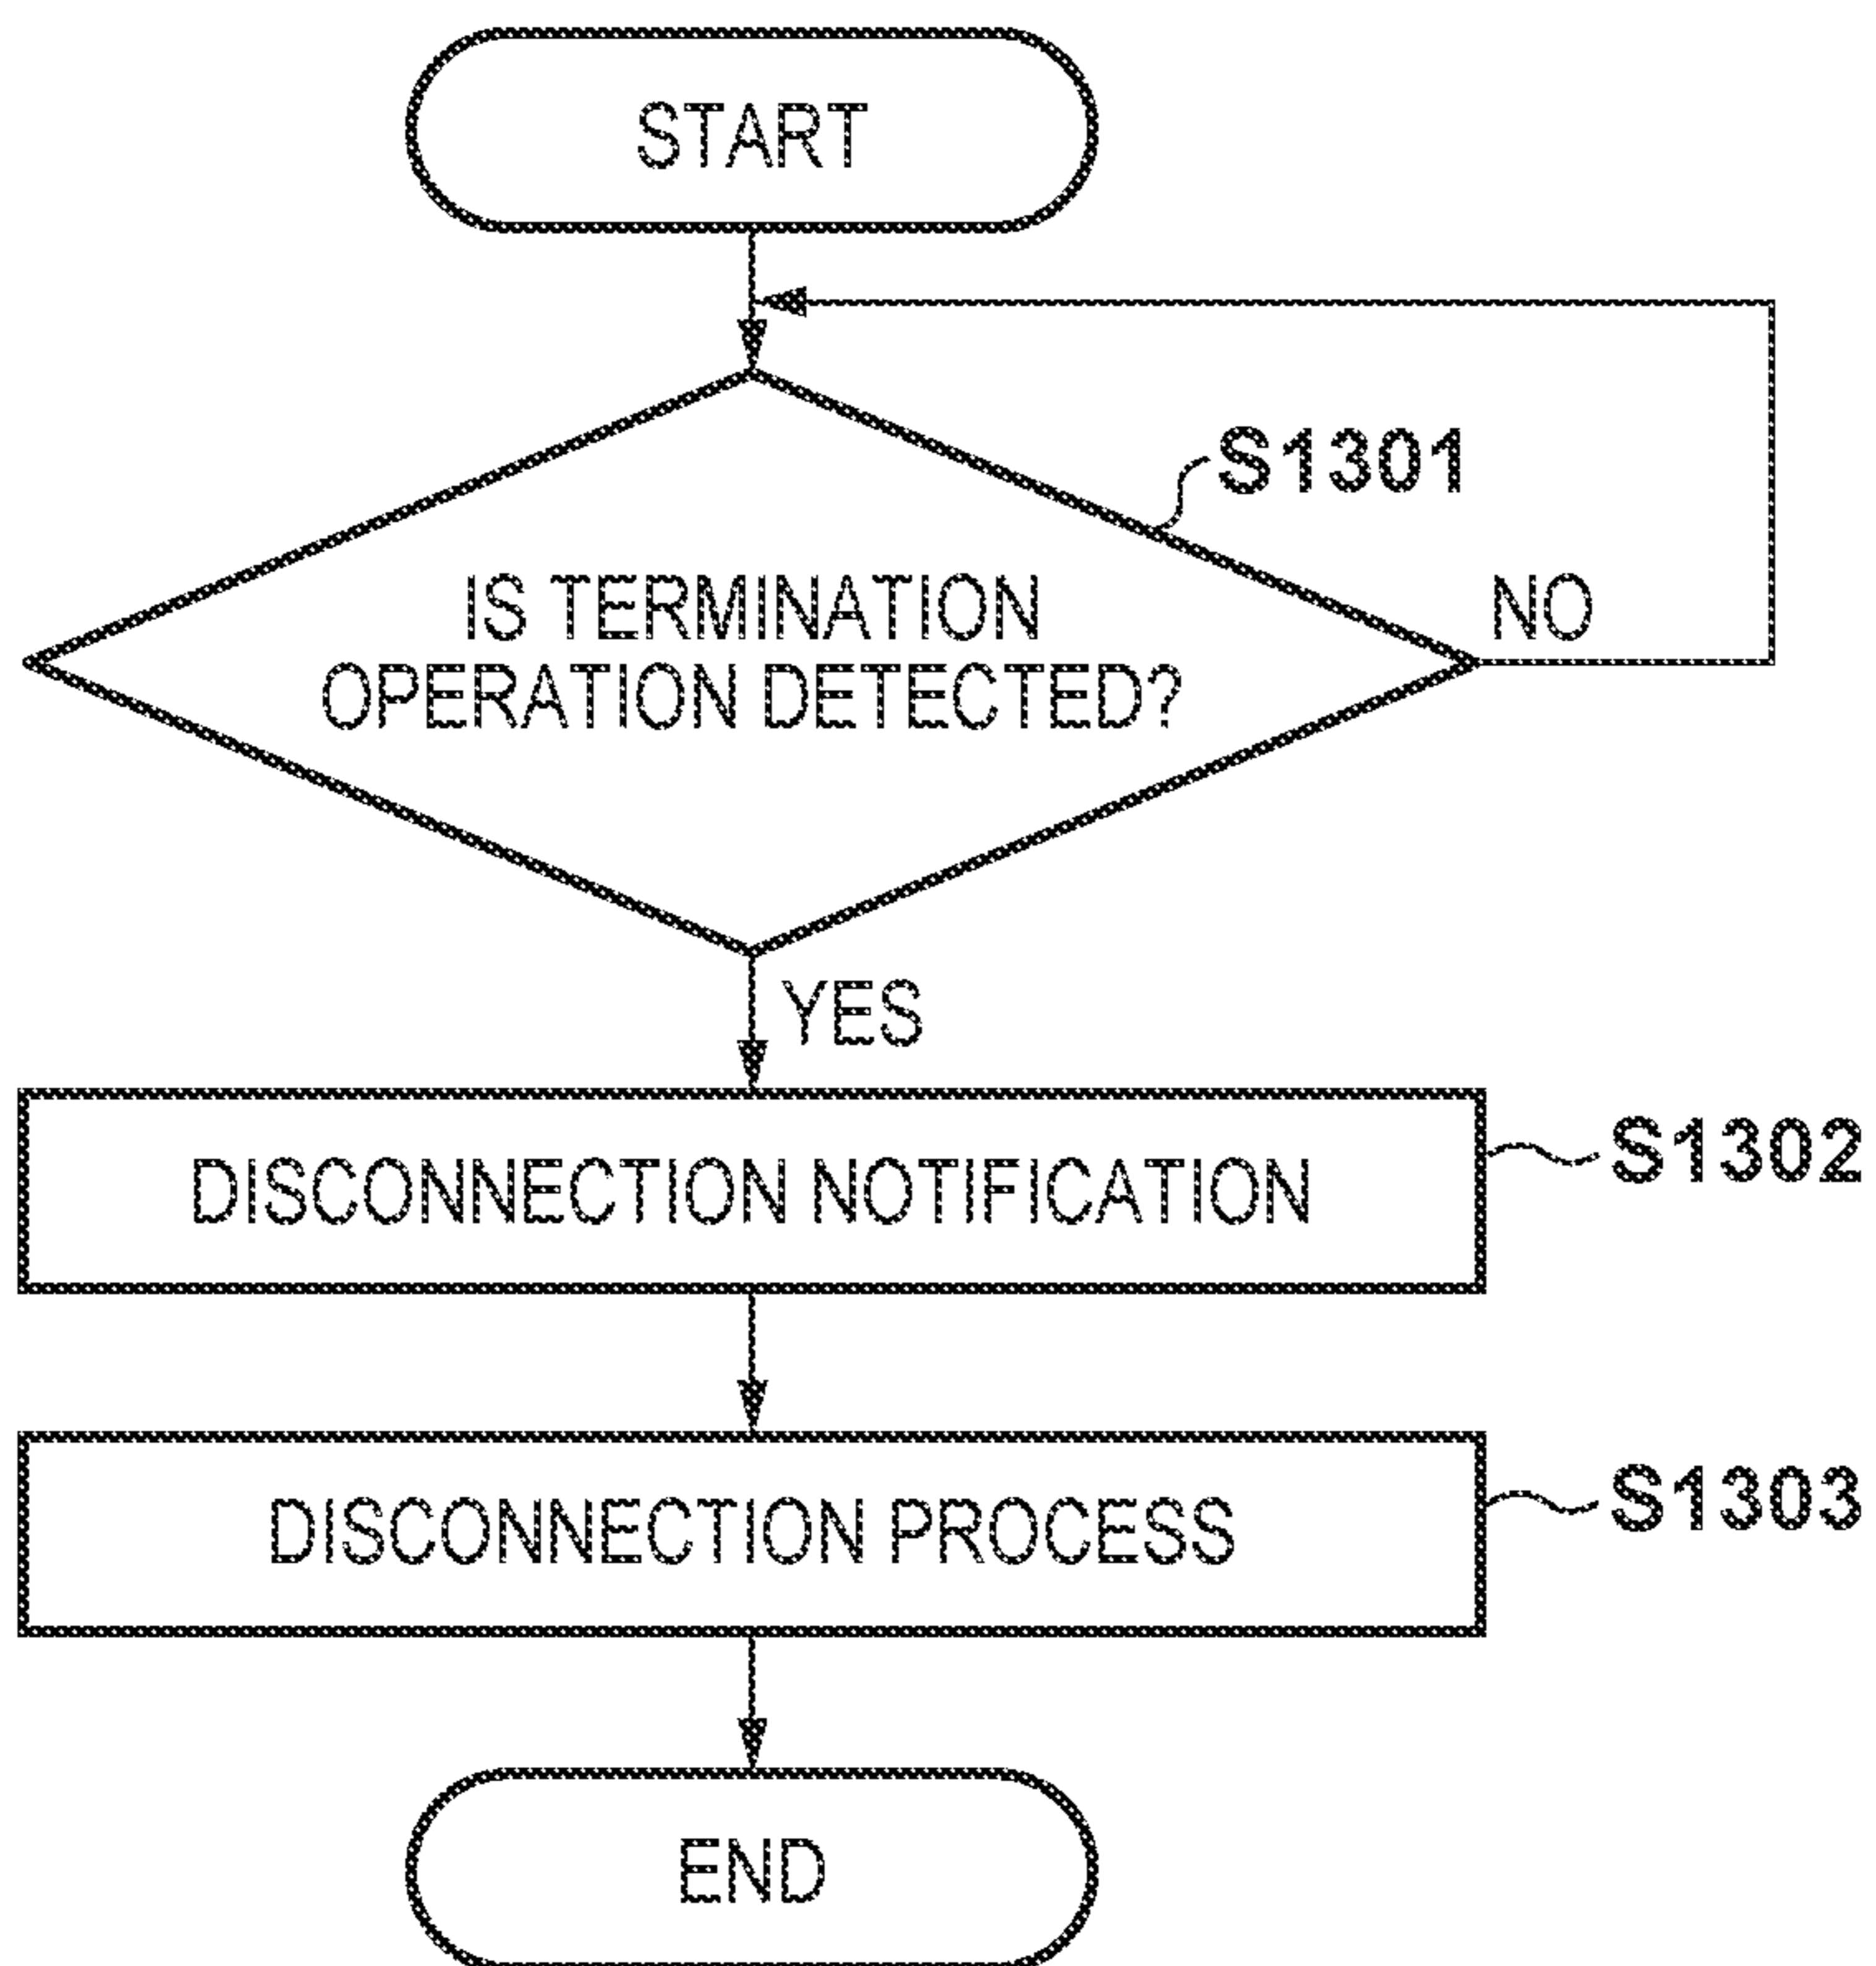 START
S1301
IS TERMINATION
OPERATION DETECTED?
NO
YES
DISCONNECTION NOTIFICATION
S1302
DISCONNECTION PROCESS
S1303
END